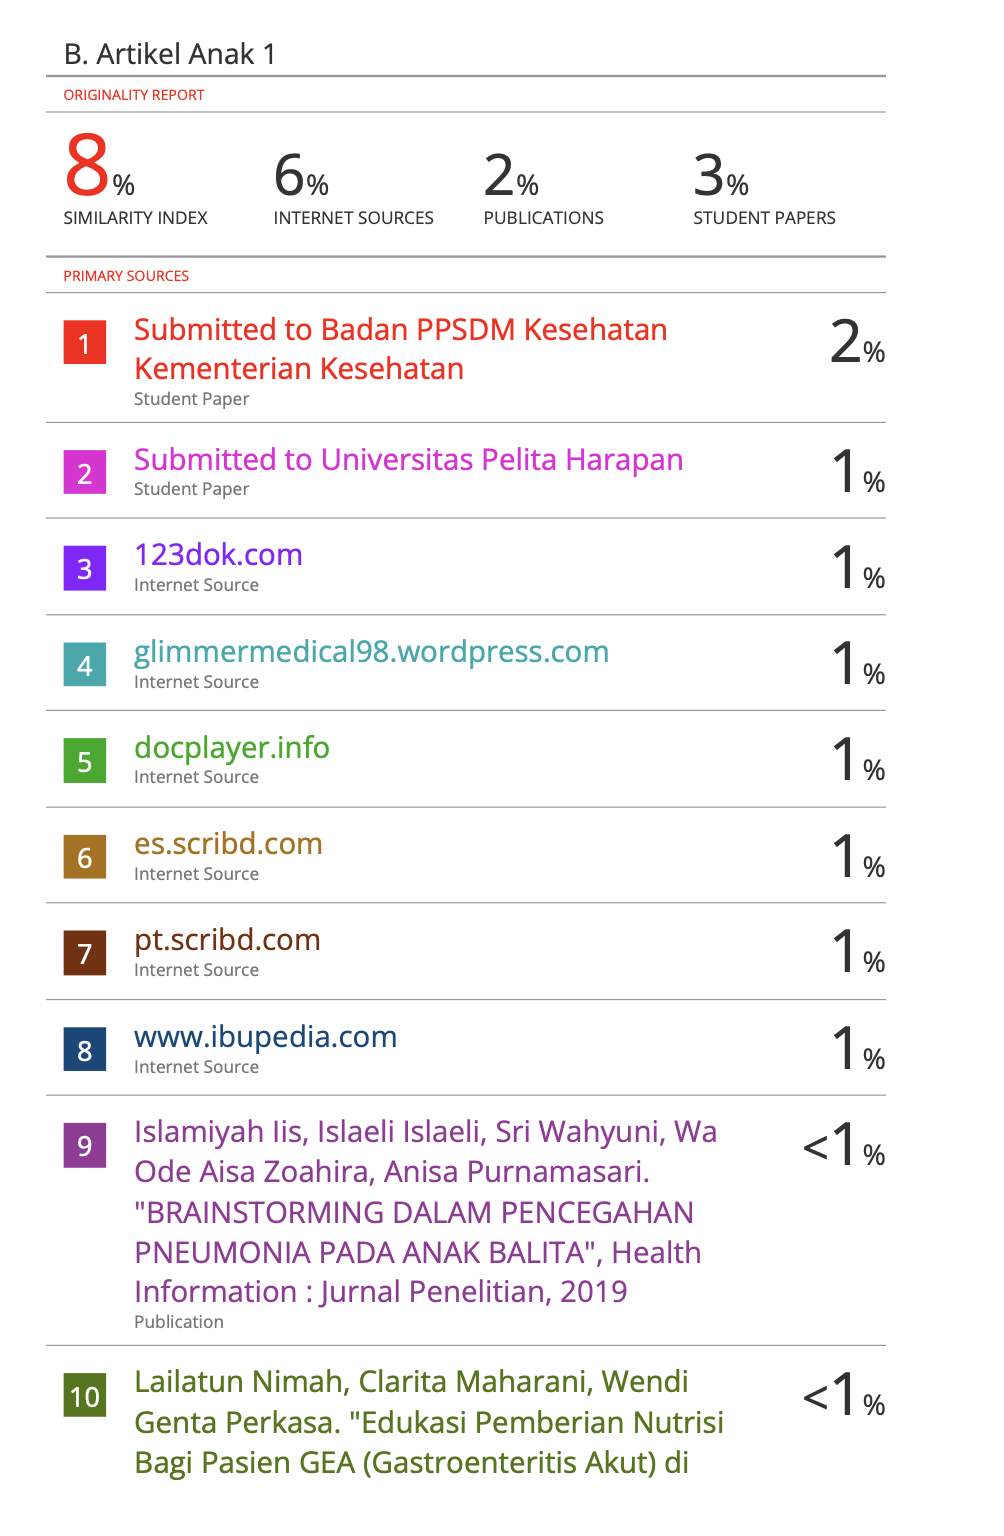 B. Artikel Anak 1
ORIGINALITY REPORT
8%
SIMILARITY INDEX
6%
INTERNET SOURCES
2%
PUBLICATIONS
3%
STUDENT PAPERS
PRIMARY SOURCES
1
Submitted to Badan PPSDM Kesehatan
Kementerian Kesehatan
Student Paper
2%
2
Submitted to Universitas Pelita Harapan
Student Paper
1%
3
123dok.com
Internet Source
1%
4
glimmermedical98.wordpress.com
Internet Source
1%
5
docplayer.info
Internet Source
1%
6
es.scribd.com
Internet Source
1%
7
pt.scribd.com
Internet Source
1%
8
www.ibupedia.com
Internet Source
1%
9
Islamiyah Iis, Islaeli Islaeli, Sri Wahyuni, Wa
Ode Aisa Zoahira, Anisa Purnamasari.
"BRAINSTORMING DALAM PENCEGAHAN
PNEUMONIA PADA ANAK BALITA", Health
Information : Jurnal Penelitian, 2019
Publication
<1%
10
Lailatun Nimah, Clarita Maharani, Wendi
Genta Perkasa. "Edukasi Pemberian Nutrisi
Bagi Pasien GEA (Gastroenteritis Akut) di
<1%